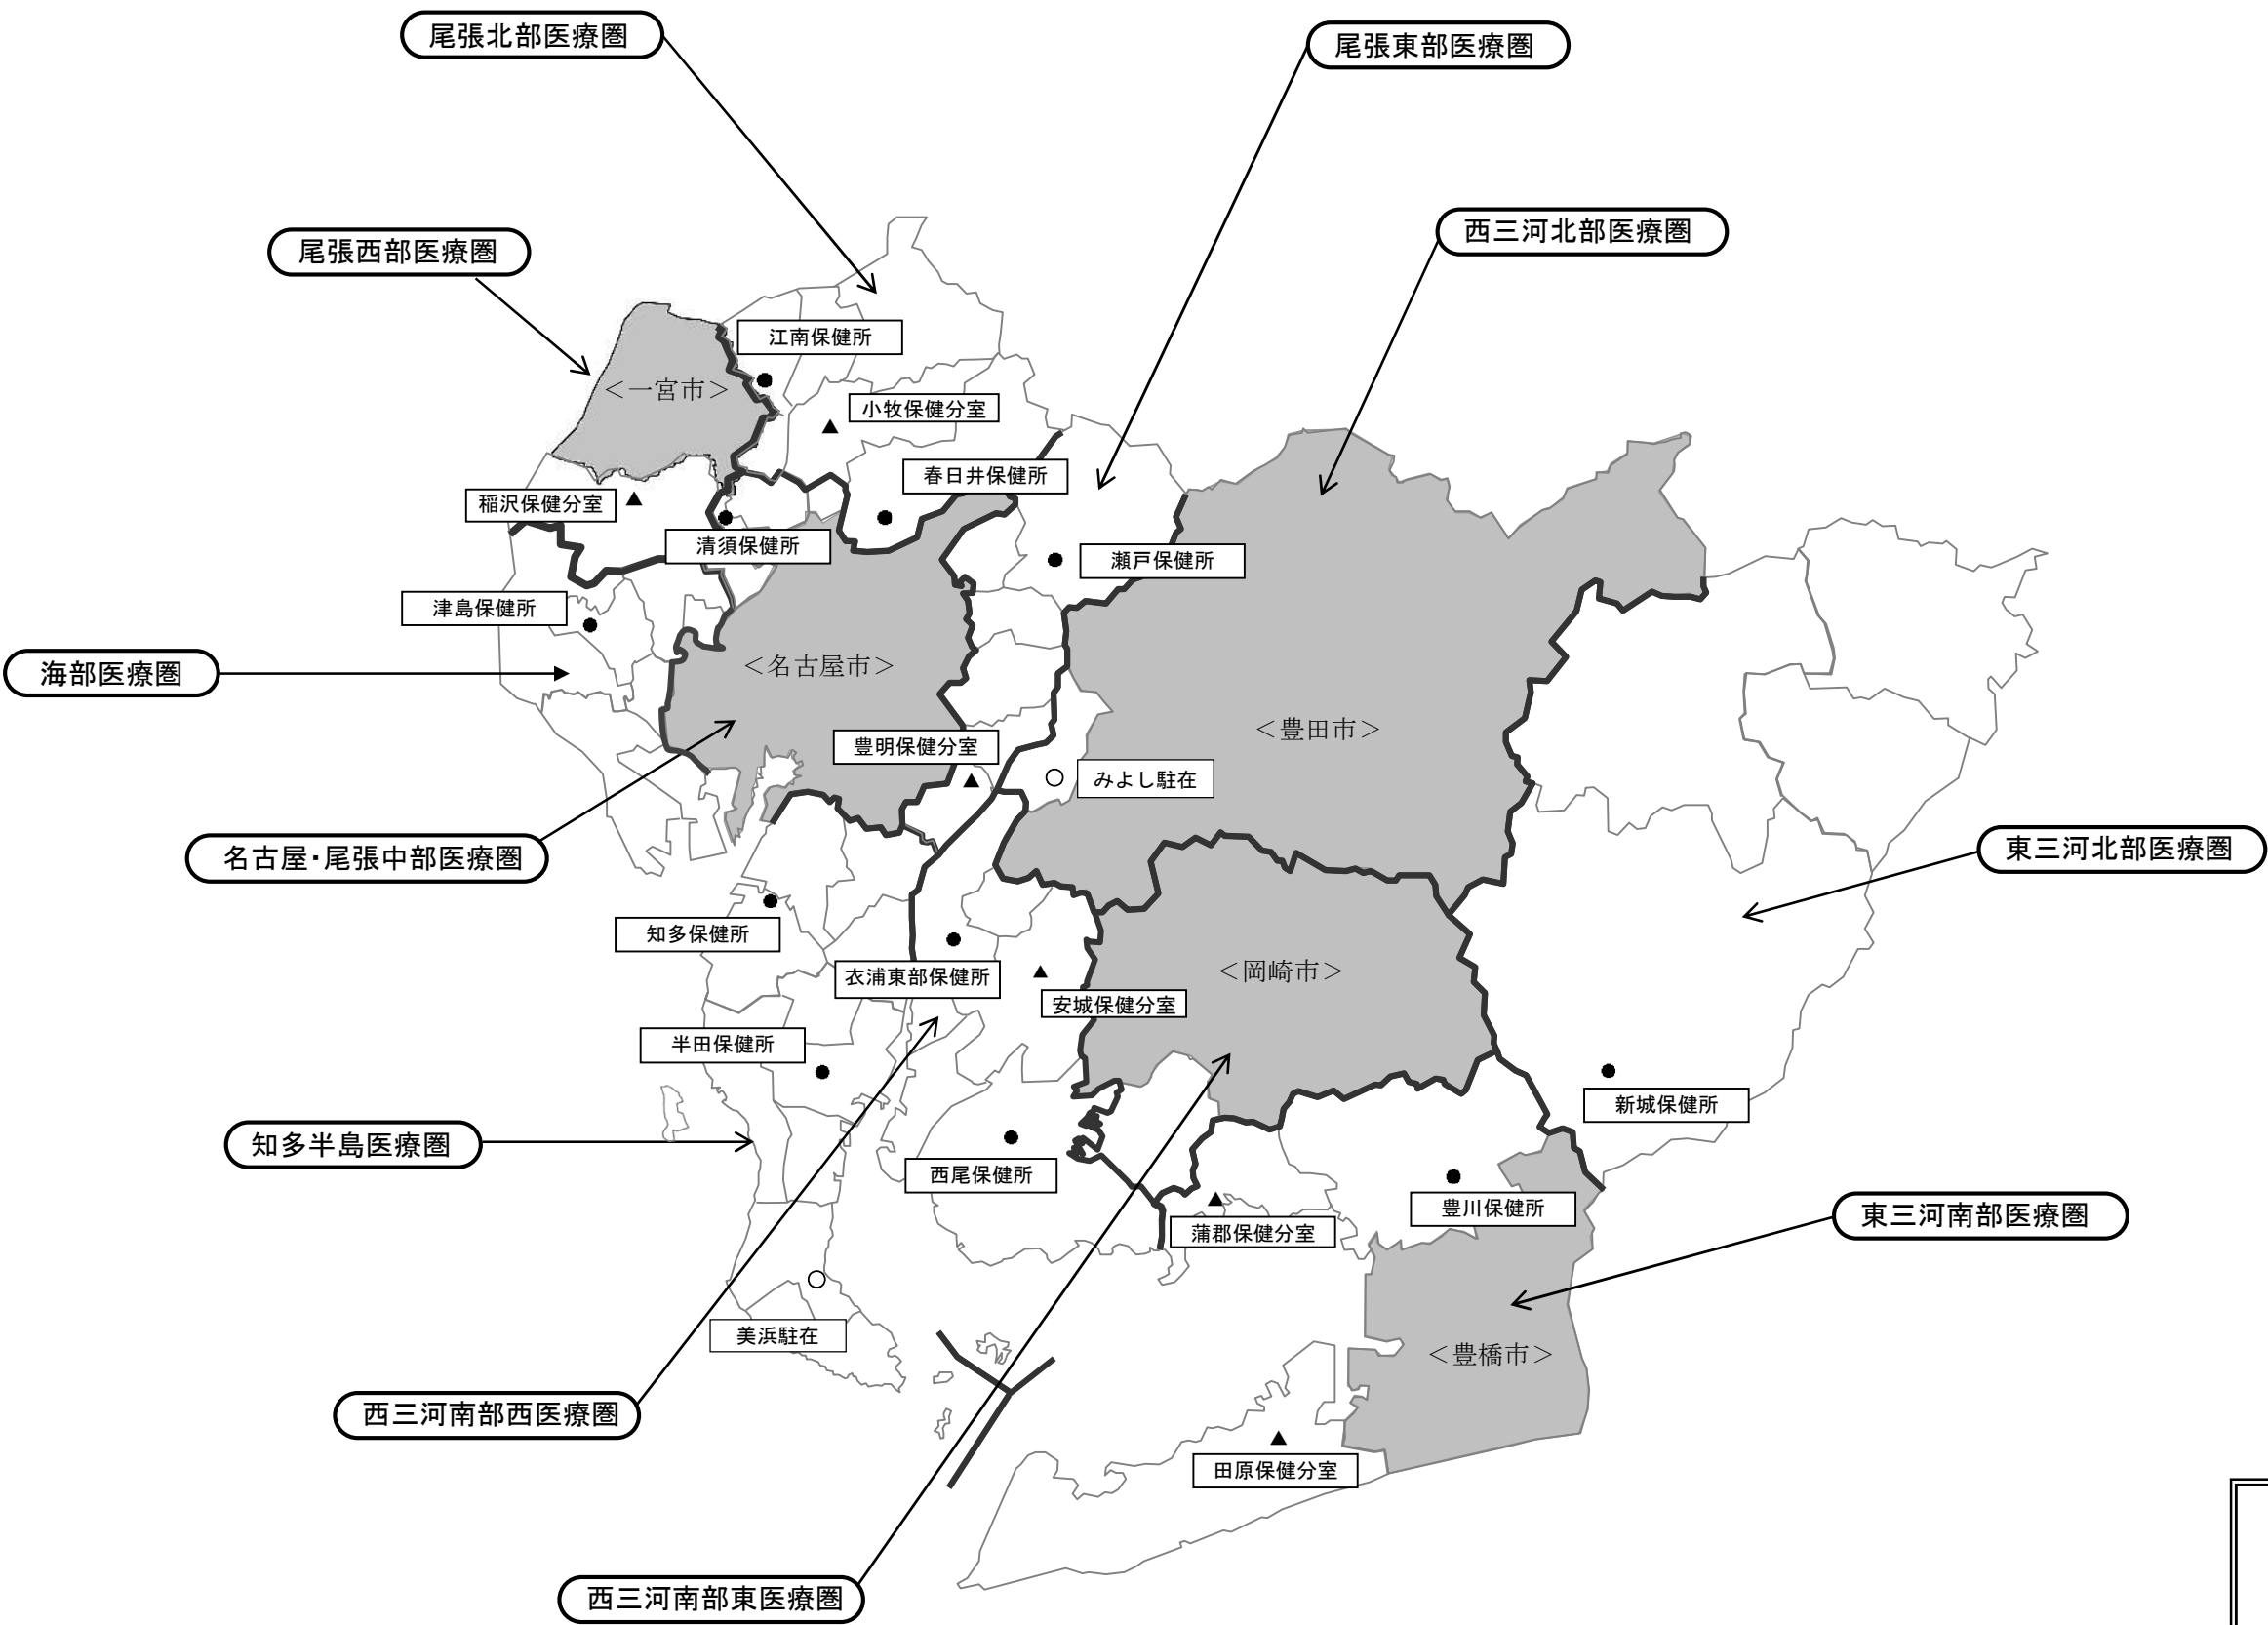 尾張北部医療圏
尾張東部医療圏
西三河北部医療圏
尾張西部医療圏
江南保健所
<一宮市>
小牧保健分室
春日井保健所
稲沢保健分室
清須保健所
瀬戸保健所
津島保健所
海部医療圏
<名古屋市>
<豊田市>
豊明保健分室
みよし駐在
名古屋・尾張中部医療圏
東三河北部医療圏
知多保健所
<岡崎市>
衣浦東部保健所
安城保健分室
半田保健所
新城保健所
知多半島医療圏
西尾保健所
豊川保健所
東三河南部医療圏
蒲郡保健分室
美浜駐在
<豊橋市>
西三河南部西医療圏
田原保健分室
西三河南部東医療圏